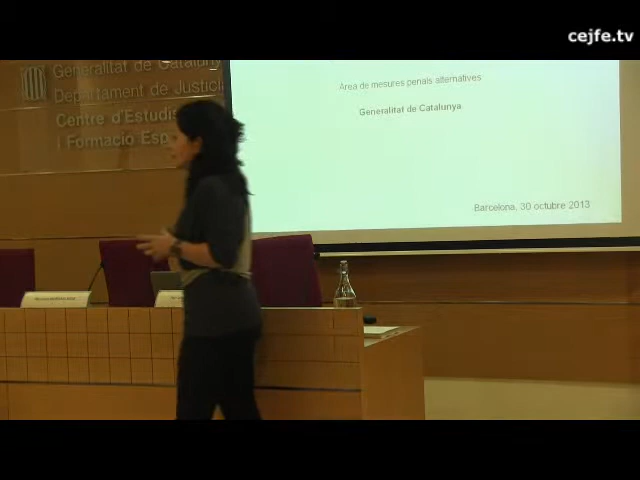 cejfe.tv
Generalitat de Catalunya
Departament de Justíci
Centre d'Estudis
i Formació Esp
Àrea de mesures penals alternatives
Generalitat de Catalunya
Barcelona, 30 octubre 2013